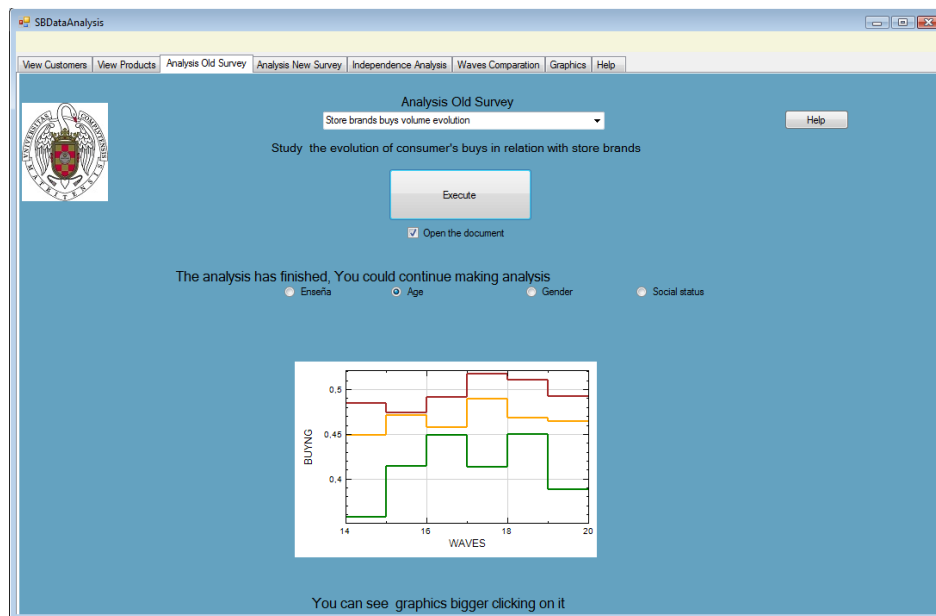 SBDataAnalysis
View Customers View Products Analysis Old Survey Analysis New Survey Independence Analysis Waves Comparation Graphics Help
Analysis Old Survey
Store brands buys volume evolution
Help
Study the evolution of consumer's buys in relation with store brands
Execute
Open the document
The analysis has finished, You could continue making analysis
Enseña Age Gender Social status
0,5
0,45
0,4
BUYNG
14 16 18 20
WAVES
You can see graphics bigger clicking on it